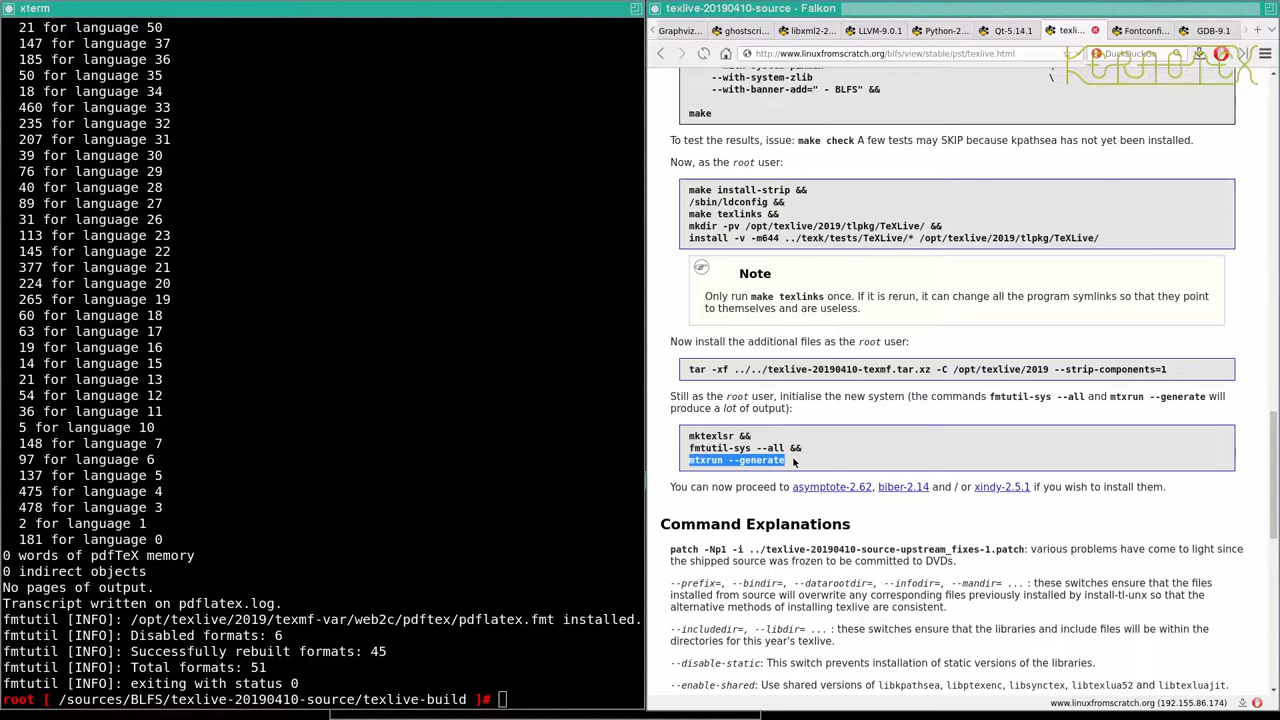 xterm
21 for language 50
147 for language 37
185 for language 36
50 for language 35
18 for language 34
460 for language 33
235 for language 32
207 for language 31
39 for language 30
76 for language 29
40 for language 28
89 for language 27
31 for language 26
113 for language 23
145 for language 22
377 for language 21
224 for language 20
265 for language 19
60 for language 18
63 for language 17
19 for language 16
14 for language 15
21 for language 13
54 for language 12
36 for language 11
5 for language 10
148 for language 7
97 for language 6
137 for language 5
475 for language 4
478 for language 3
2 for language 1
181 for language 0
0 words of pdfTeX memory
0 indirect objects
No pages of output.
Transcript written on pdflatex.log.
fmtutil [INFO]: /opt/texlive/2019/texmf-var/web2c/pdftex/pdflatex.fmt installed.
fmtutil [INFO]: Disabled formats: 6
fmtutil [INFO]: Successfully rebuilt formats: 45
fmtutil [INFO]: Total formats: 51
fmtutil [INFO]: exiting with status 0
root [ /sources/BLFS/texlive-20190410-source/texlive-build ]#
texlive-20190410-source - Falkon
Graphviz... ghostscri... libxml2-2... LLVM-9.0.1 Python-2... Qt-5.14.1 texli... Fontconfi... GDB-9.1
http://www.linuxfromscratch.org/blfs/view/stable/pst/texlive.html DuckDuckGo
KERNOTEX
--with-system-zlib \
--with-banner-add=" - BLFS" &&
make
To test the results, issue: make check A few tests may SKIP because kpathsea has not yet been installed.
Now, as the root user:
make install-strip &&
/sbin/ldconfig &&
make texlinks &&
mkdir -pv /opt/texlive/2019/tlpkg/TeXLive/ &&
install -v -m644 ../texk/tests/TeXLive/* /opt/texlive/2019/tlpkg/TeXLive/
Note
Only run make texlinks once. If it is rerun, it can change all the program symlinks so that they point
to themselves and are useless.
Now install the additional files as the root user:
tar -xf ../../texlive-20190410-texmf.tar.xz -C /opt/texlive/2019 --strip-components=1
Still as the root user, initialise the new system (the commands fmtutil-sys --all and mtxrun --generate will
produce a lot of output):
mktexlsr &&
fmtutil-sys --all &&
mtxrun --generate
You can now proceed to asymptote-2.62, biber-2.14 and / or xindy-2.5.1 if you wish to install them.
Command Explanations
patch -Np1 -i ../texlive-20190410-source-upstream_fixes-1.patch: various problems have come to light since
the shipped source was frozen to be committed to DVDs.
--prefix=, --bindir=, --datarootdir=, --infodir=, --mandir= ... : these switches ensure that the files
installed from source will overwrite any corresponding files previously installed by install-tl-unx so that the
alternative methods of installing texlive are consistent.
--includedir=, --libdir= ... : these switches ensure that the libraries and include files will be within the
directories for this year's texlive.
--disable-static: This switch prevents installation of static versions of the libraries.
--enable-shared: Use shared versions of libkpathsea, libptexenc, libsynctex, libtexlua52 and libtexluajit.
www.linuxfromscratch.org (192.155.86.174)